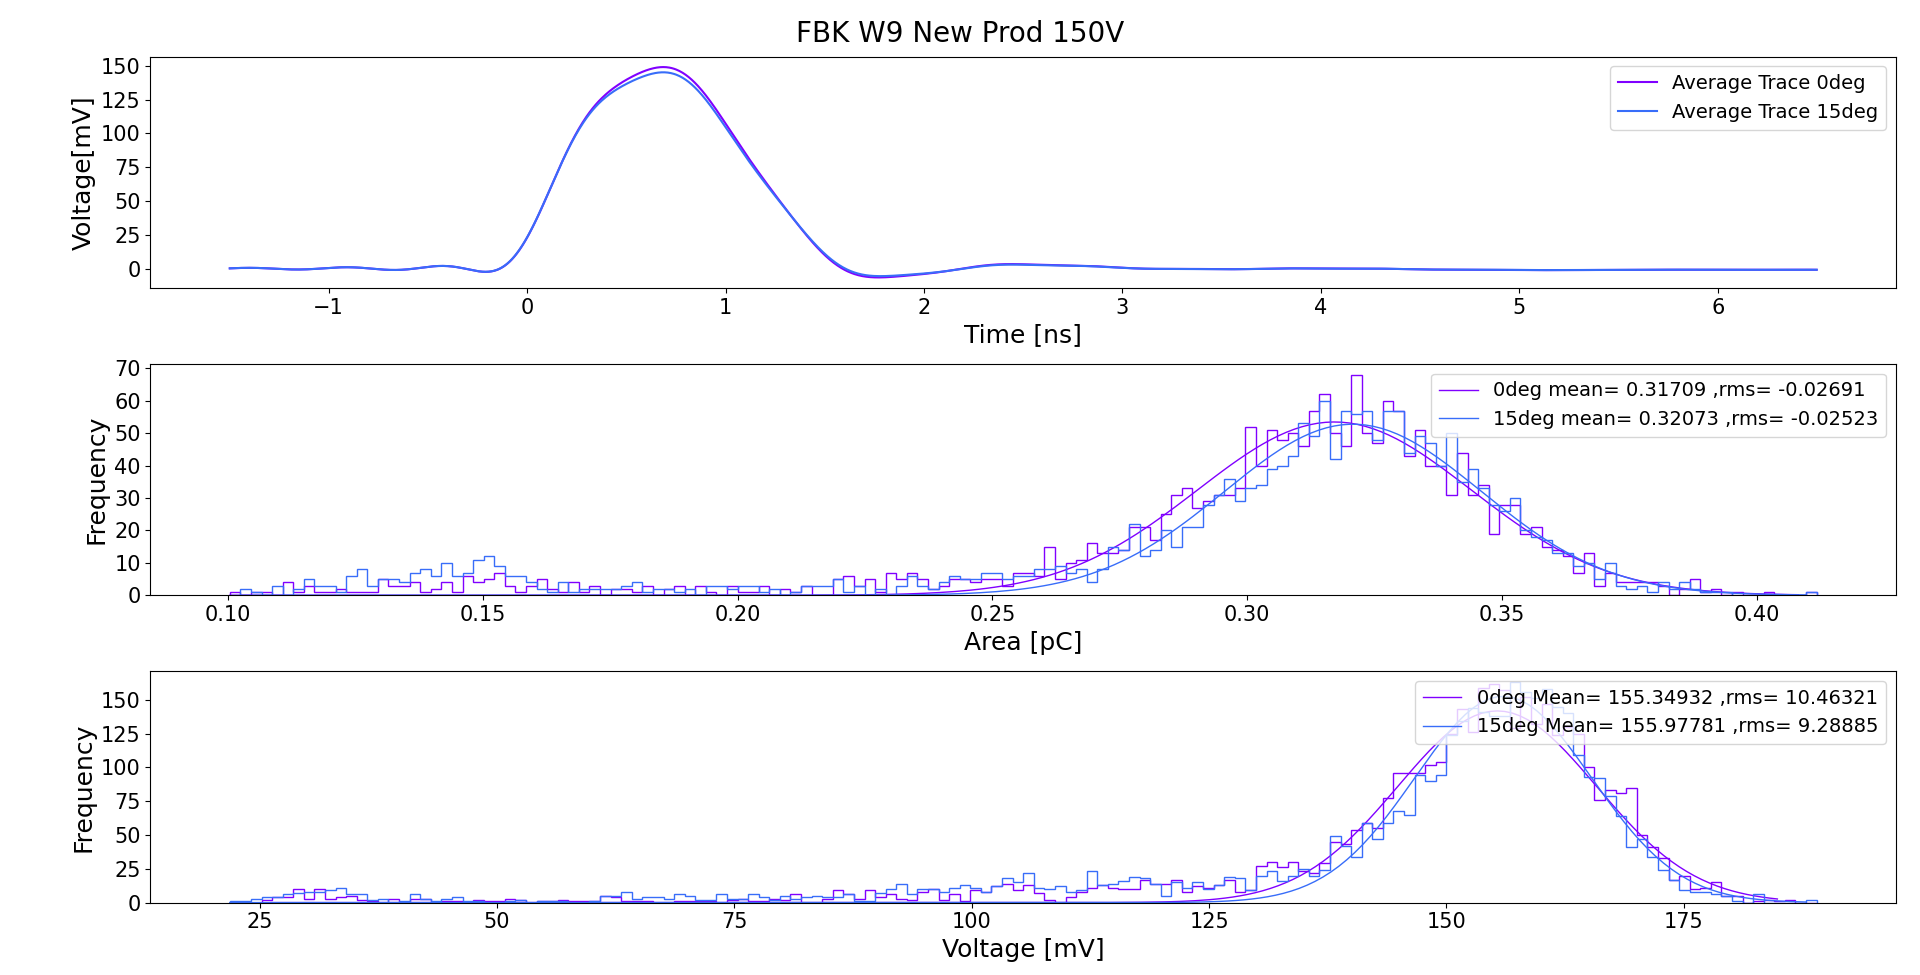 FBK W9 New Prod 150V
150
125
100
75
50
25
0
Voltage[mV]
Average Trace 0deg
Average Trace 15deg
−1 0 1 2 3 4 5 6
Time [ns]
70
60
50
40
30
20
10
0
Frequency
0deg mean= 0.31709 ,rms= -0.02691
15deg mean= 0.32073 ,rms= -0.02523
0.10 0.15 0.20 0.25 0.30 0.35 0.40
Area [pC]
150
125
100
75
50
25
0
Frequency
0deg Mean= 155.34932 ,rms= 10.46321
15deg Mean= 155.97781 ,rms= 9.28885
25 50 75 100 125 150 175
Voltage [mV]